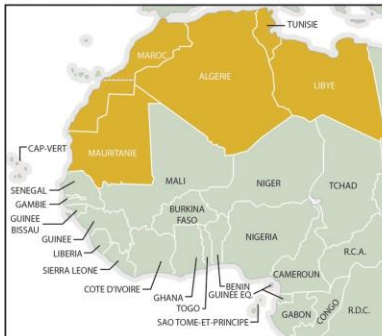 TUNISIE
MAROC
ALGERIE
LIBYE
CAP-VERT
MAURITANIE
MALI
NIGER
TCHAD
SENEGAL
GAMBIE
BURKINA
FASO
GUINEE
BISSAU
NIGERIA
GUINEE
R.C.A.
LIBERIA
SIERRA LEONE
CAMEROUN
BENIN
COTE D'IVOIRE
GUINEE EQ.
GHANA
TOGO
SAO TOME-ET-PRINCIPE
GABON
CONGO
R.D.C.